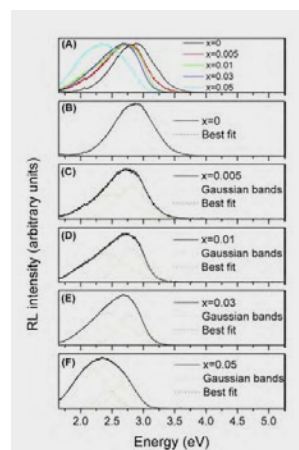 (A)
x=0
x=0.005
x=0.01
x=0.03
x=0.05
(B)
x=0
Best fit
(C)
x=0.005
Gaussian bands
Best fit
(D)
x=0.01
Gaussian bands
Best fit
(E)
x=0.03
Gaussian bands
Best fit
(F)
x=0.05
Gaussian bands
Best fit
RL intensity (arbitrary units)
2.0 2.5 3.0 3.5 4.0 4.5 5.0
Energy (eV)